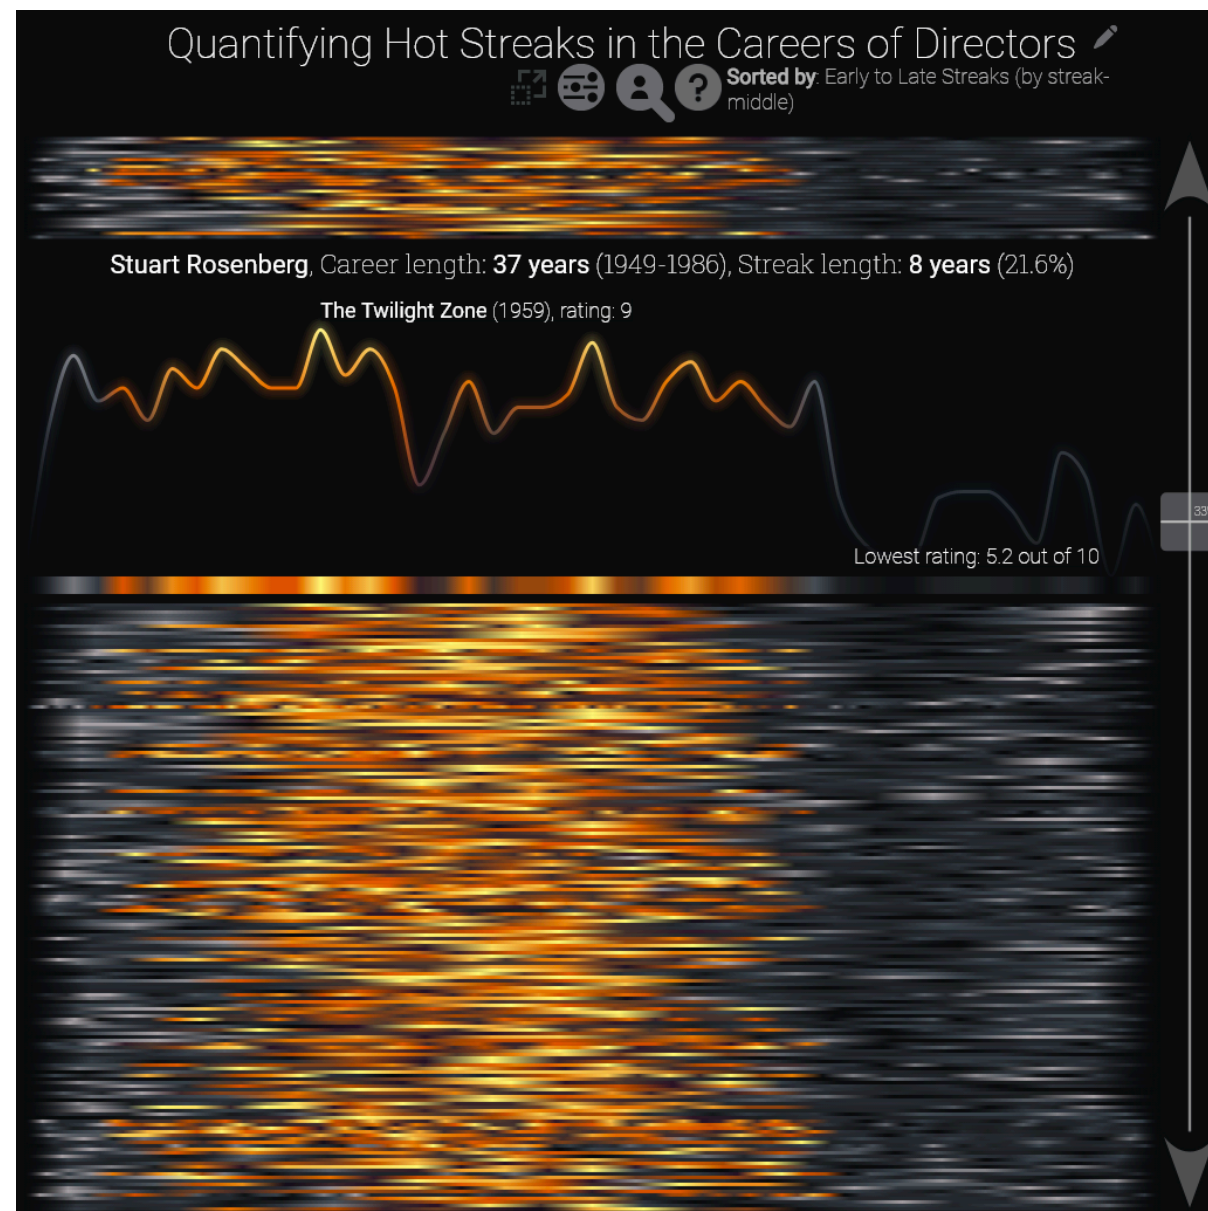 Quantifying Hot Streaks in the Careers of Directors
?
Sorted by: Early to Late Streaks (by streak-
middle)
Stuart Rosenberg, Career length: 37 years (1949-1986), Streak length: 8 years (21.6%)
The Twilight Zone (1959), rating: 9
Lowest rating: 5.2 out of 10